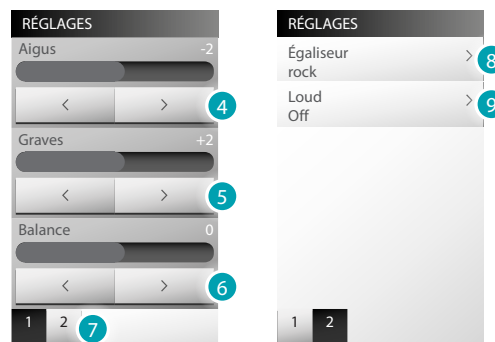 RÉGLAGES
Aigus -2
< >
4
Graves +2
< >
5
Balance 0
< >
6
1 2
7
RÉGLAGES
Égaliseur >
rock
8
Loud >
Off
9
1 2